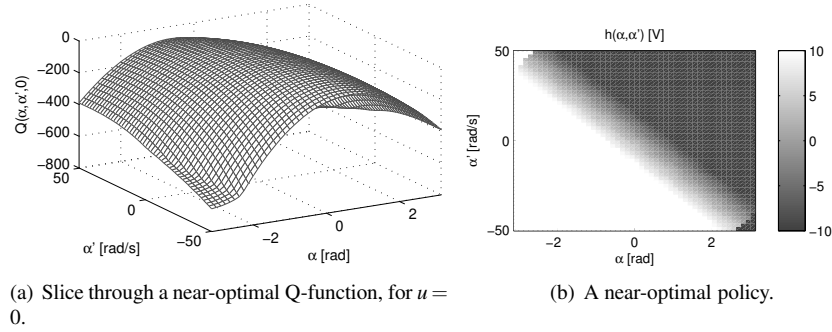 0
−200
−400
−600
−800
50
0
−50
−2
0
2
Q(α,α',0)
α' [rad/s]
α [rad]
h(α,α') [V]
50
0
−50
−2
0
2
α' [rad/s]
α [rad]
10
5
0
−5
−10
(a) Slice through a near-optimal Q-function, for u =
0.
(b) A near-optimal policy.